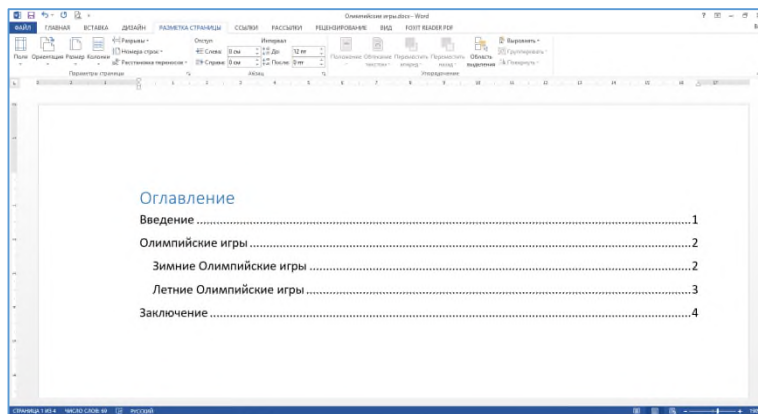 Олимпийские игры.docx - Word
ФАЙЛ ГЛАВНАЯ ВСТАВКА ДИЗАЙН РАЗМЕТКА СТРАНИЦЫ ССЫЛКИ РАССЫЛКИ РЕЦЕНЗИРОВАНИЕ ВИД FOXIT READER PDF
Разрывы Отступ Интервал Выровнять
Номера строк Слева: 0 см До: 12 пт Группировать
Поля Ориентация Размер Колонки Расстановка переносов Справа: 0 см После: 0 пт Положение Обтекание текстом Переместить вперед Переместить назад Область выделения Повернуть
Параметры страницы Абзац Упорядочение
Оглавление
Введение 1
Олимпийские игры 2
Зимние Олимпийские игры 2
Летние Олимпийские игры 3
Заключение 4
СТРАНИЦА 1 ИЗ 4 ЧИС�ЛО СЛОВ: 69 РУССКИЙ